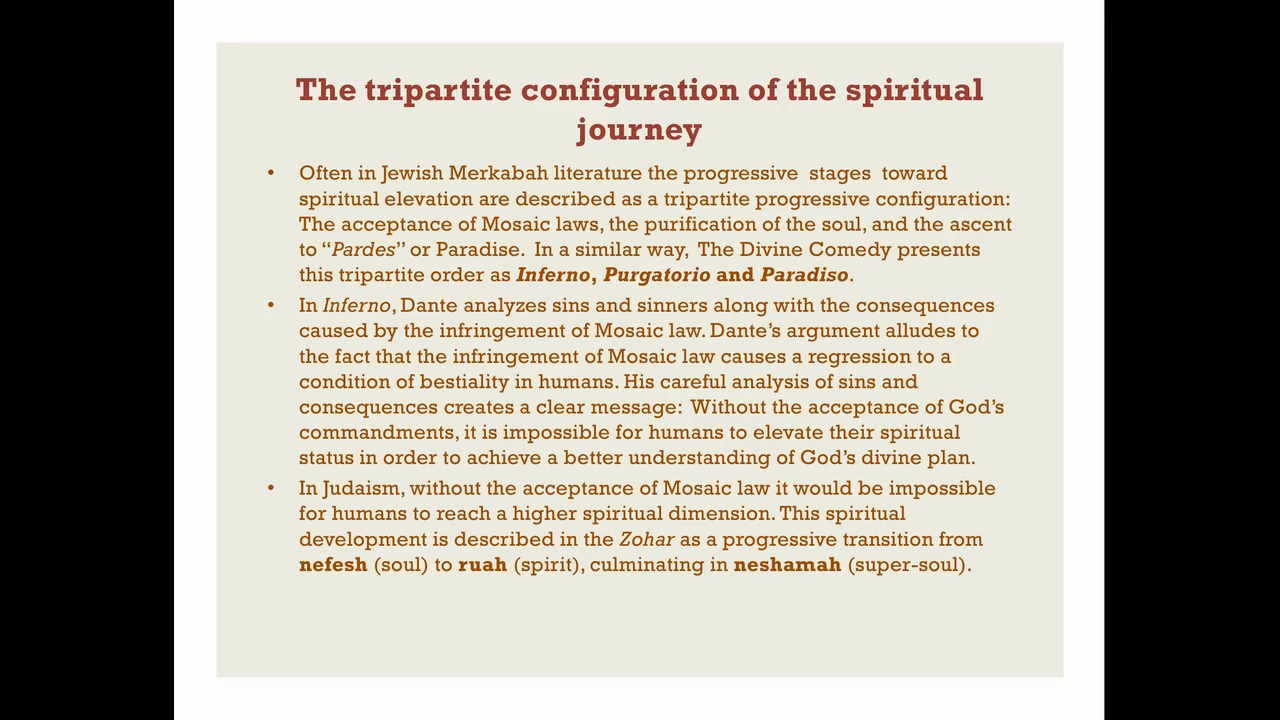 The tripartite configuration of the spiritual
journey
• Often in Jewish Merkabah literature the progressive  stages  toward
spiritual elevation are described as a tripartite progressive configuration:
The acceptance of Mosaic laws, the purification of the soul, and the ascent
to “Pardes” or Paradise.  In a similar way,  The Divine Comedy presents
this tripartite order as Inferno, Purgatorio and Paradiso.
• In Inferno, Dante analyzes sins and sinners along with the consequences
caused by the infringement of Mosaic law. Dante’s argument alludes to
the fact that the infringement of Mosaic law causes a regression to a
condition of bestiality in humans. His careful analysis of sins and
consequences creates a clear message:  Without the acceptance of God’s
commandments, it is impossible for humans to elevate their spiritual
status in order to achieve a better understanding of God’s divine plan.
• In Judaism, without the acceptance of Mosaic law it would be impossible
for humans to reach a higher spiritual dimension. This spiritual
development is described in the Zohar as a progressive transition from
nefesh (soul) to ruah (spirit), culminating in neshamah (super-soul).